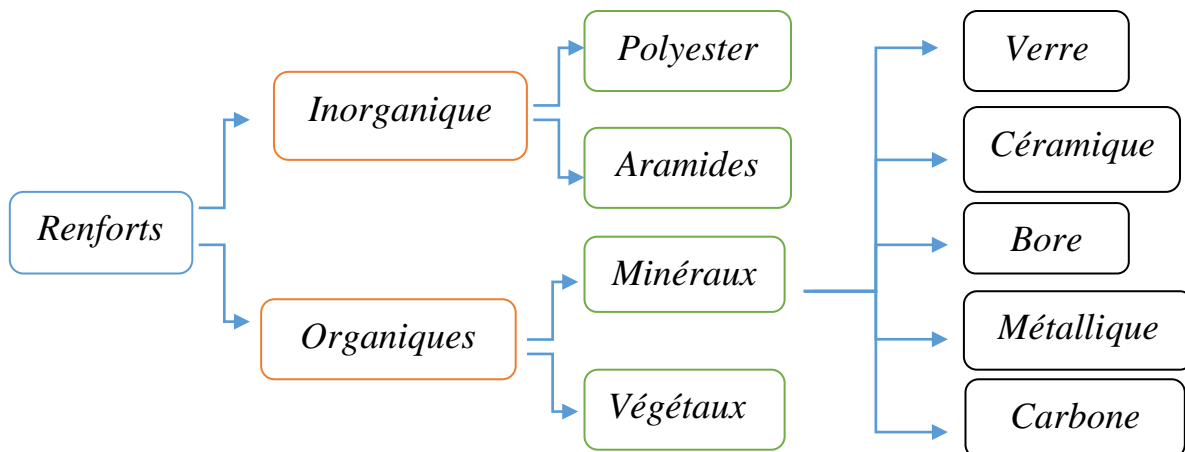 Renforts
Inorganique
Organiques
Polyester
Aramides
Minéraux
Végétaux
Verre
Céramique
Bore
Métallique
Carbone